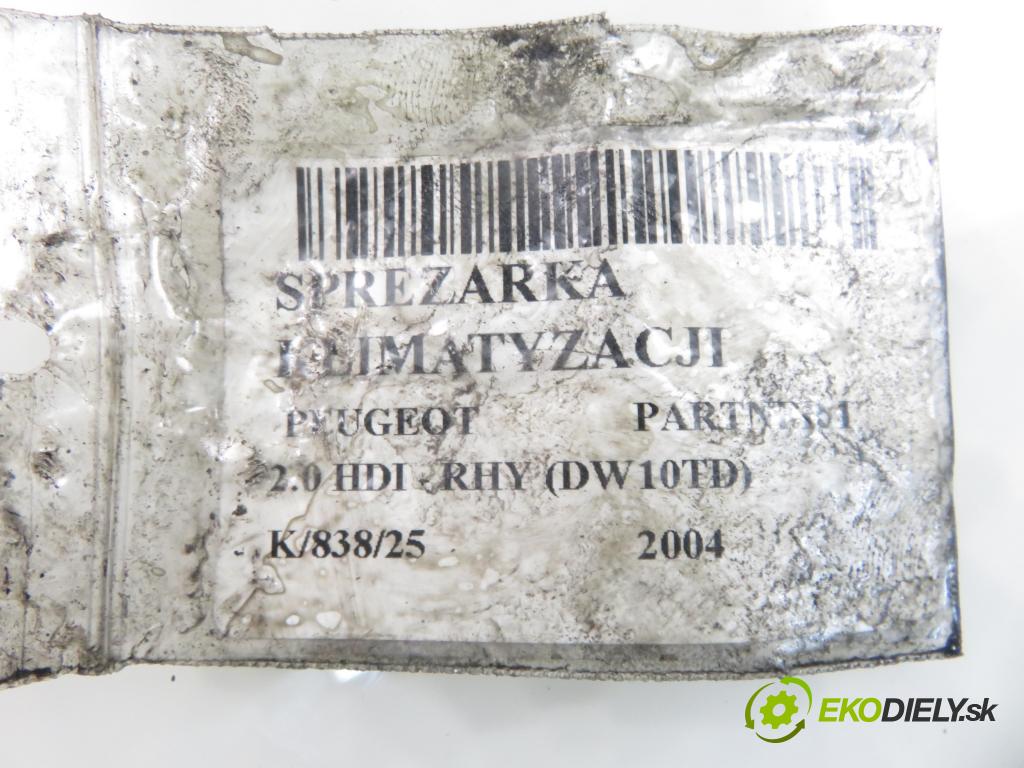 SPREZARKA
KLIMATYZACJI
PEUGEOT PARTNER I
2.0 HDI - RHY (DW10TD)
K/838/25 2004
EKODIELY.sk